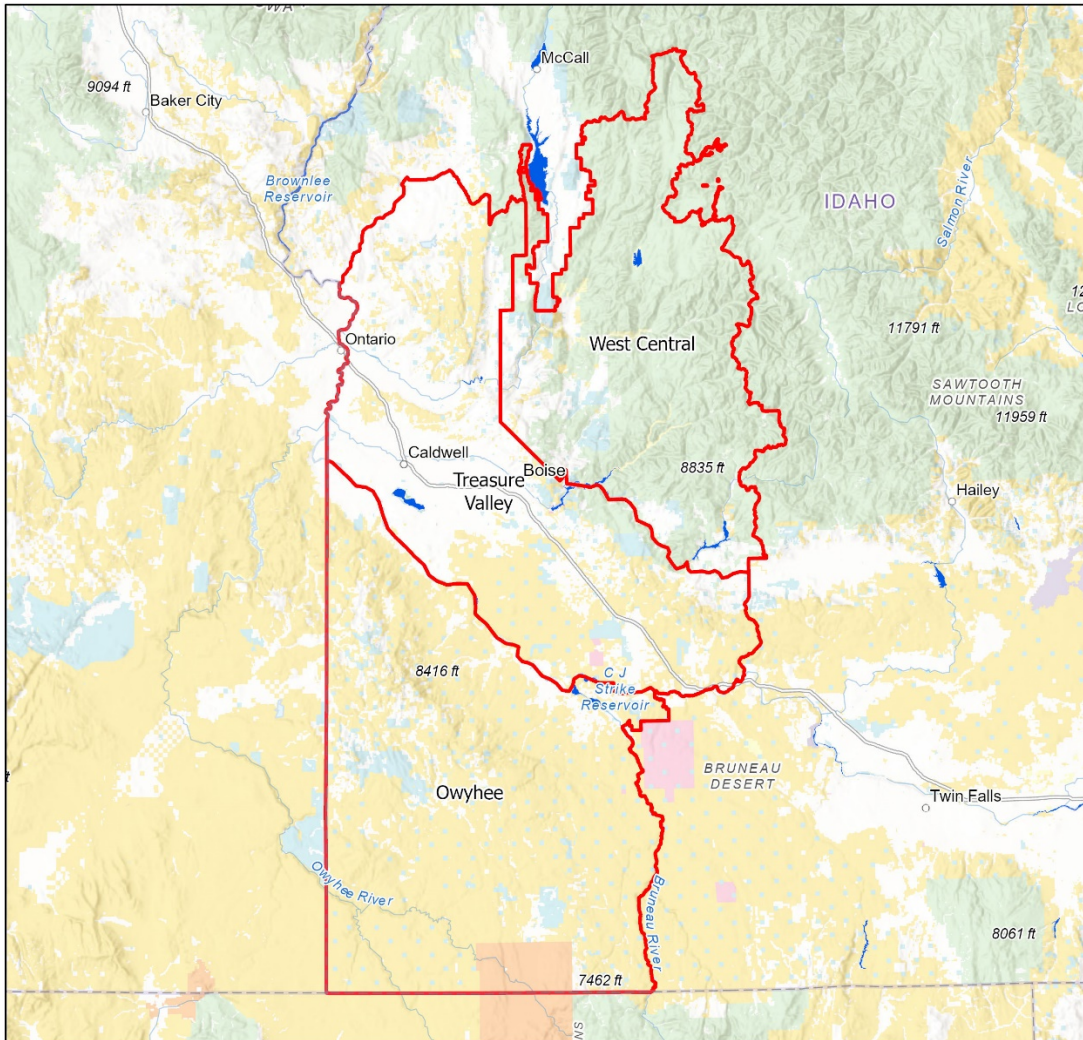 McCall
9094 ft
Baker City
Brownlee
Reservoir
IDAHO
Salmon River
11791 ft
Ontario
West Central
SAWTOOTH
MOUNTAINS
11959 ft
Caldwell
Boise
8835 ft
Treasure
Valley
Hailey
8416 ft
C J
Strike
Reservoir
BRUNEAU
DESERT
Owyhee
Twin Falls
Owyhee River
Bruneau River
8061 ft
7462 ft